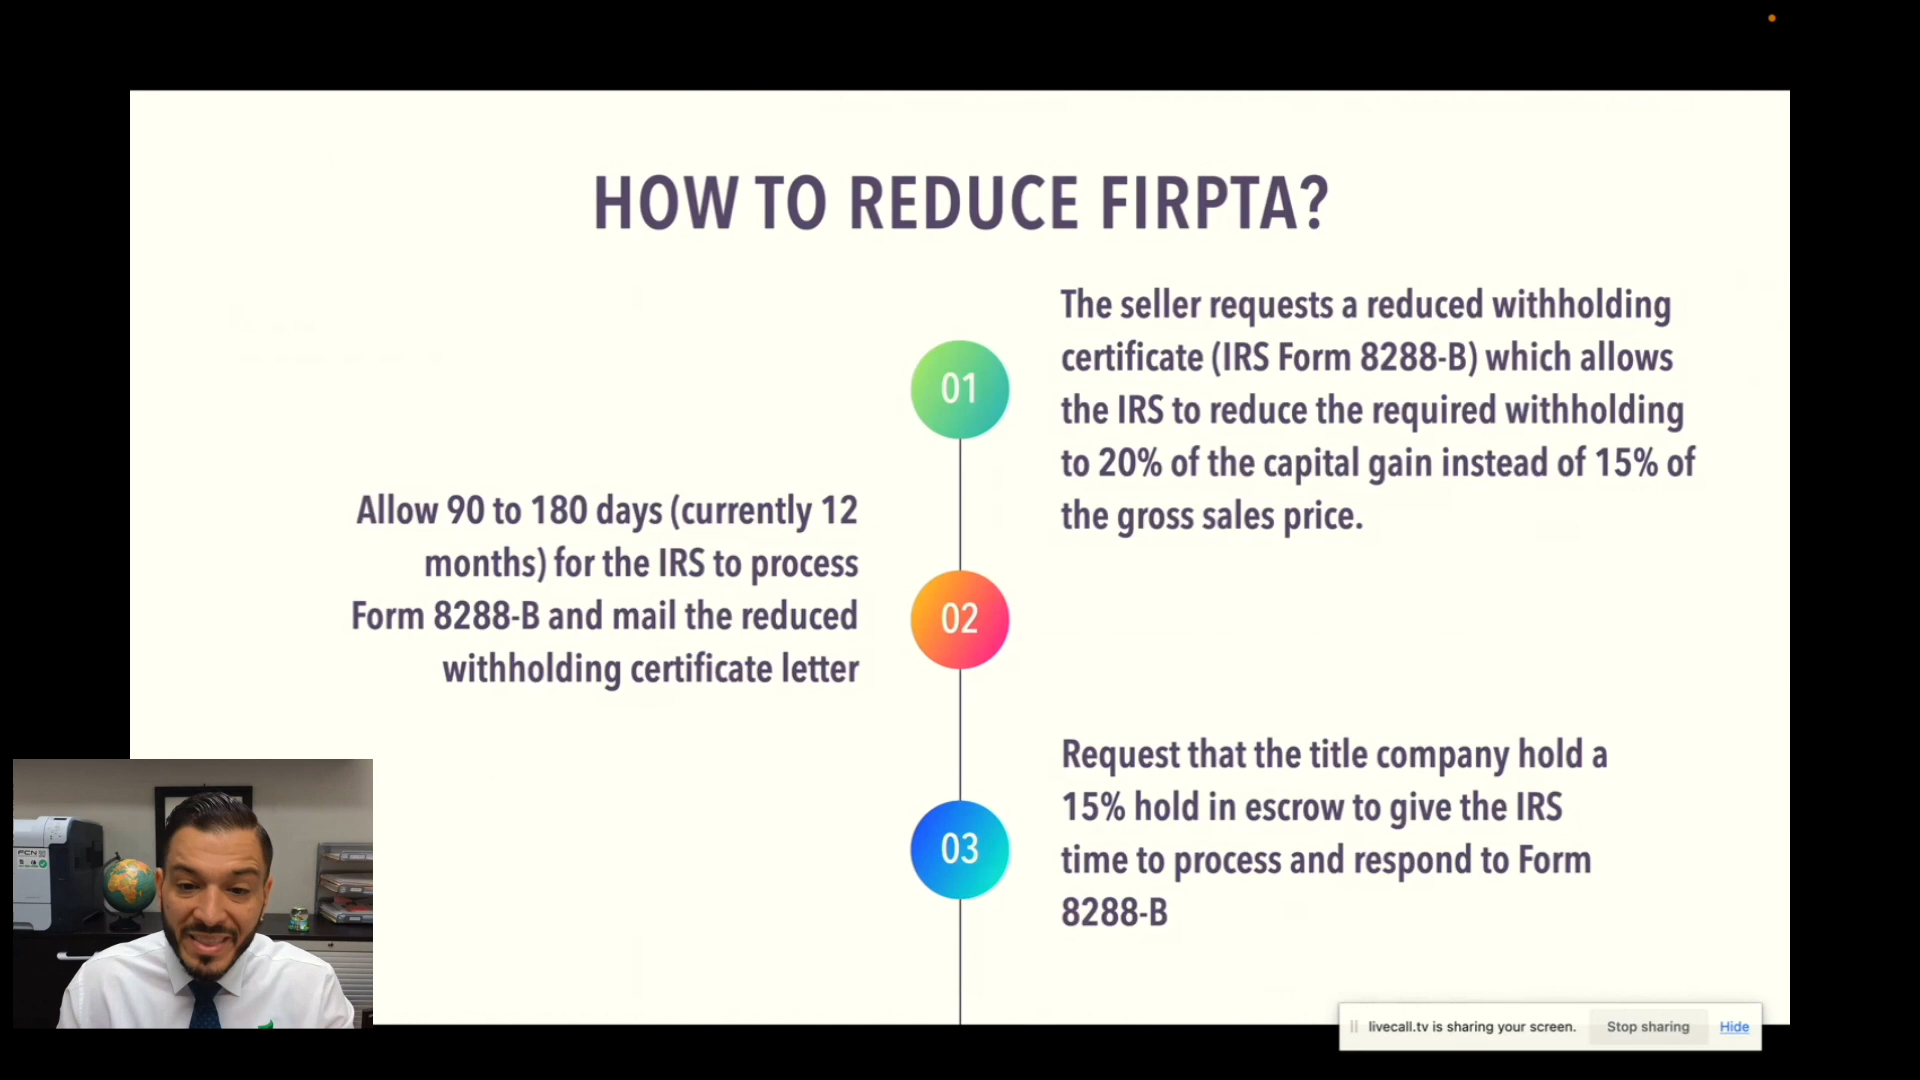 HOW TO REDUCE FIRPTA?
01
The seller requests a reduced withholding
certificate (IRS Form 8288-B) which allows
the IRS to reduce the required withholding
to 20% of the capital gain instead of 15% of
the gross sales price.
02
Allow 90 to 180 days (currently 12
months) for the IRS to process
Form 8288-B and mail the reduced
withholding certificate letter
03
Request that the title company hold a
15% hold in escrow to give the IRS
time to process and respond to Form
8288-B
FCN
livecall.tv is sharing your screen.
Stop sharing
Hide